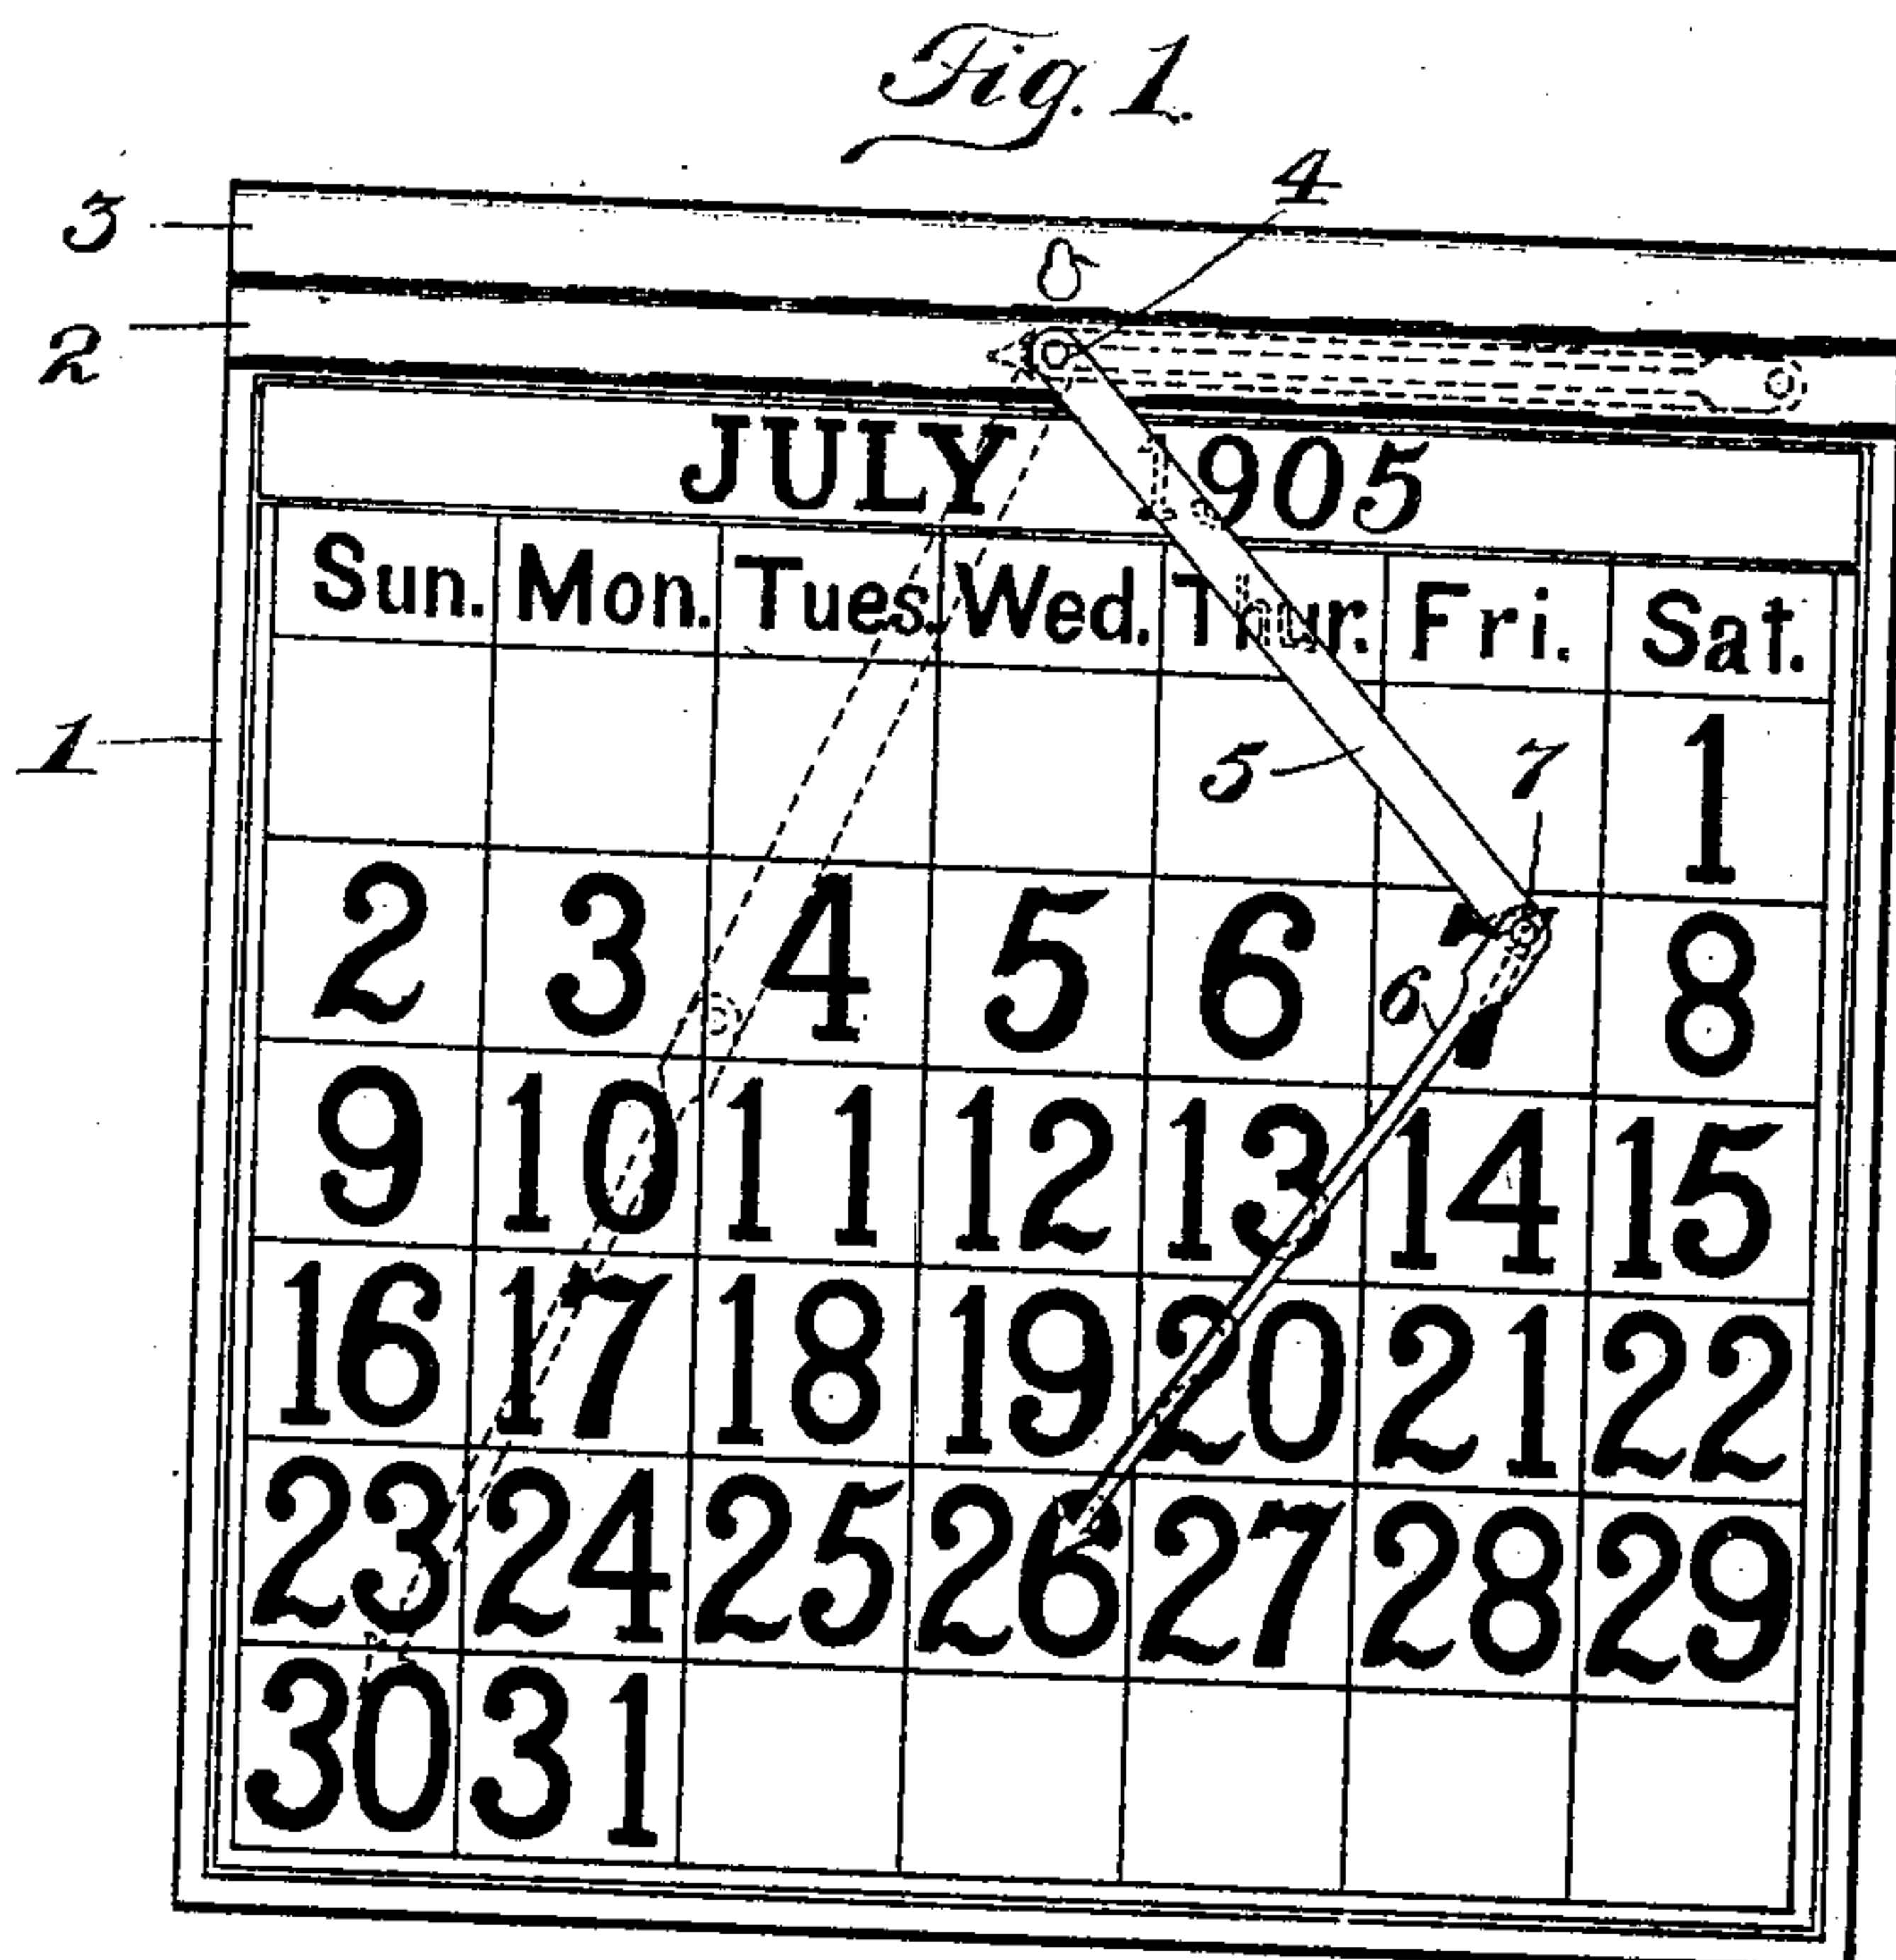 Fig. 1.
4
3
2
JULY 1905
Sun. Mon. Tues. Wed. Thur. Fri. Sat.
1
5
7
1
2 3 4 5 6 7 8
6
9 10 11 12 13 14 15
16 17 18 19 20 21 22
23 24 25 26 27 28 29
30 31